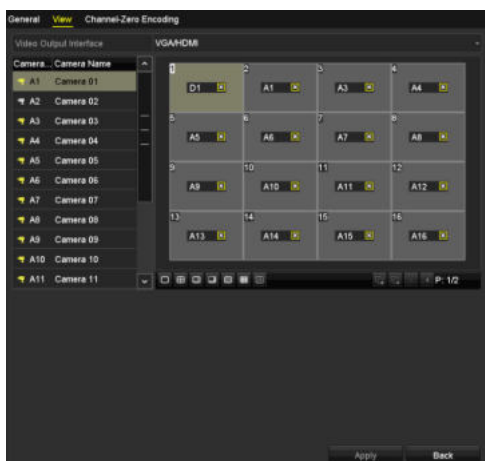 General View Channel-Zero Encoding
Video Output Interface VGA/HDMI
Camera... Camera Name
A1 Camera 01
A2 Camera 02
A3 Camera 03
A4 Camera 04
A5 Camera 05
A6 Camera 06
A7 Camera 07
A8 Camera 08
A9 Camera 09
A10 Camera 10
A11 Camera 11
1 2 3 4
D1 A1 A3 A4
5 6 7 8
A5 A6 A7 A8
9 10 11 12
A9 A10 A11 A12
13 14 15 16
A13 A14 A15 A16
P: 1/2
Apply Back